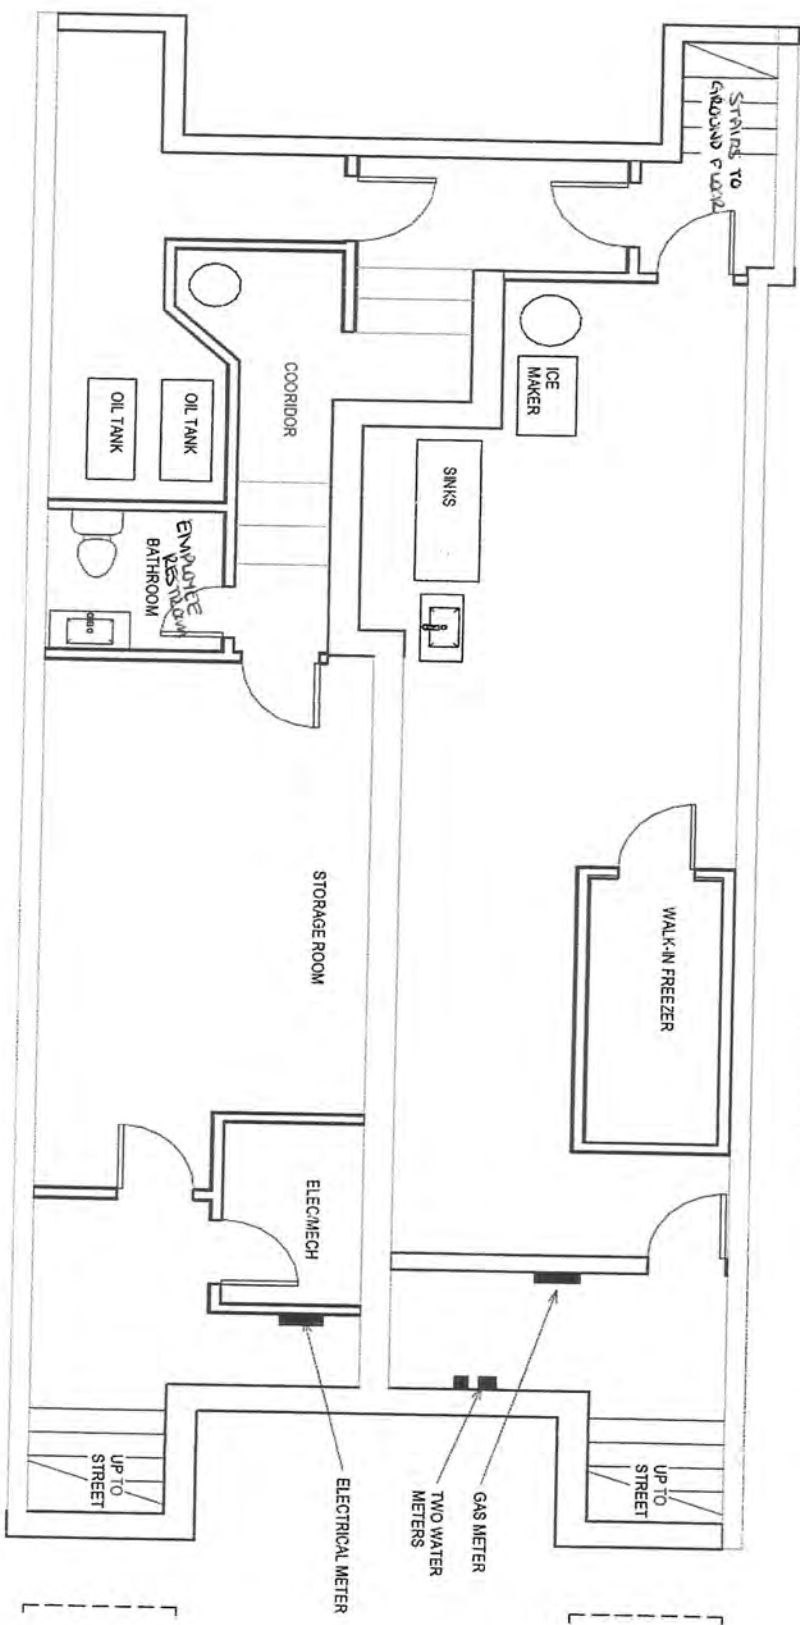 STAIRS TO
GROUND FLOOR
ICE
MAKER
COORIDOR
OIL TANK
OIL TANK
SINKS
EMPLOYEE
RESTROOM
BATHROOM
STORAGE ROOM
WALK-IN FREEZER
ELEC/MECH
UP TO
STREET
UP TO
STREET
GAS METER
TWO WATER
METERS
ELECTRICAL METER